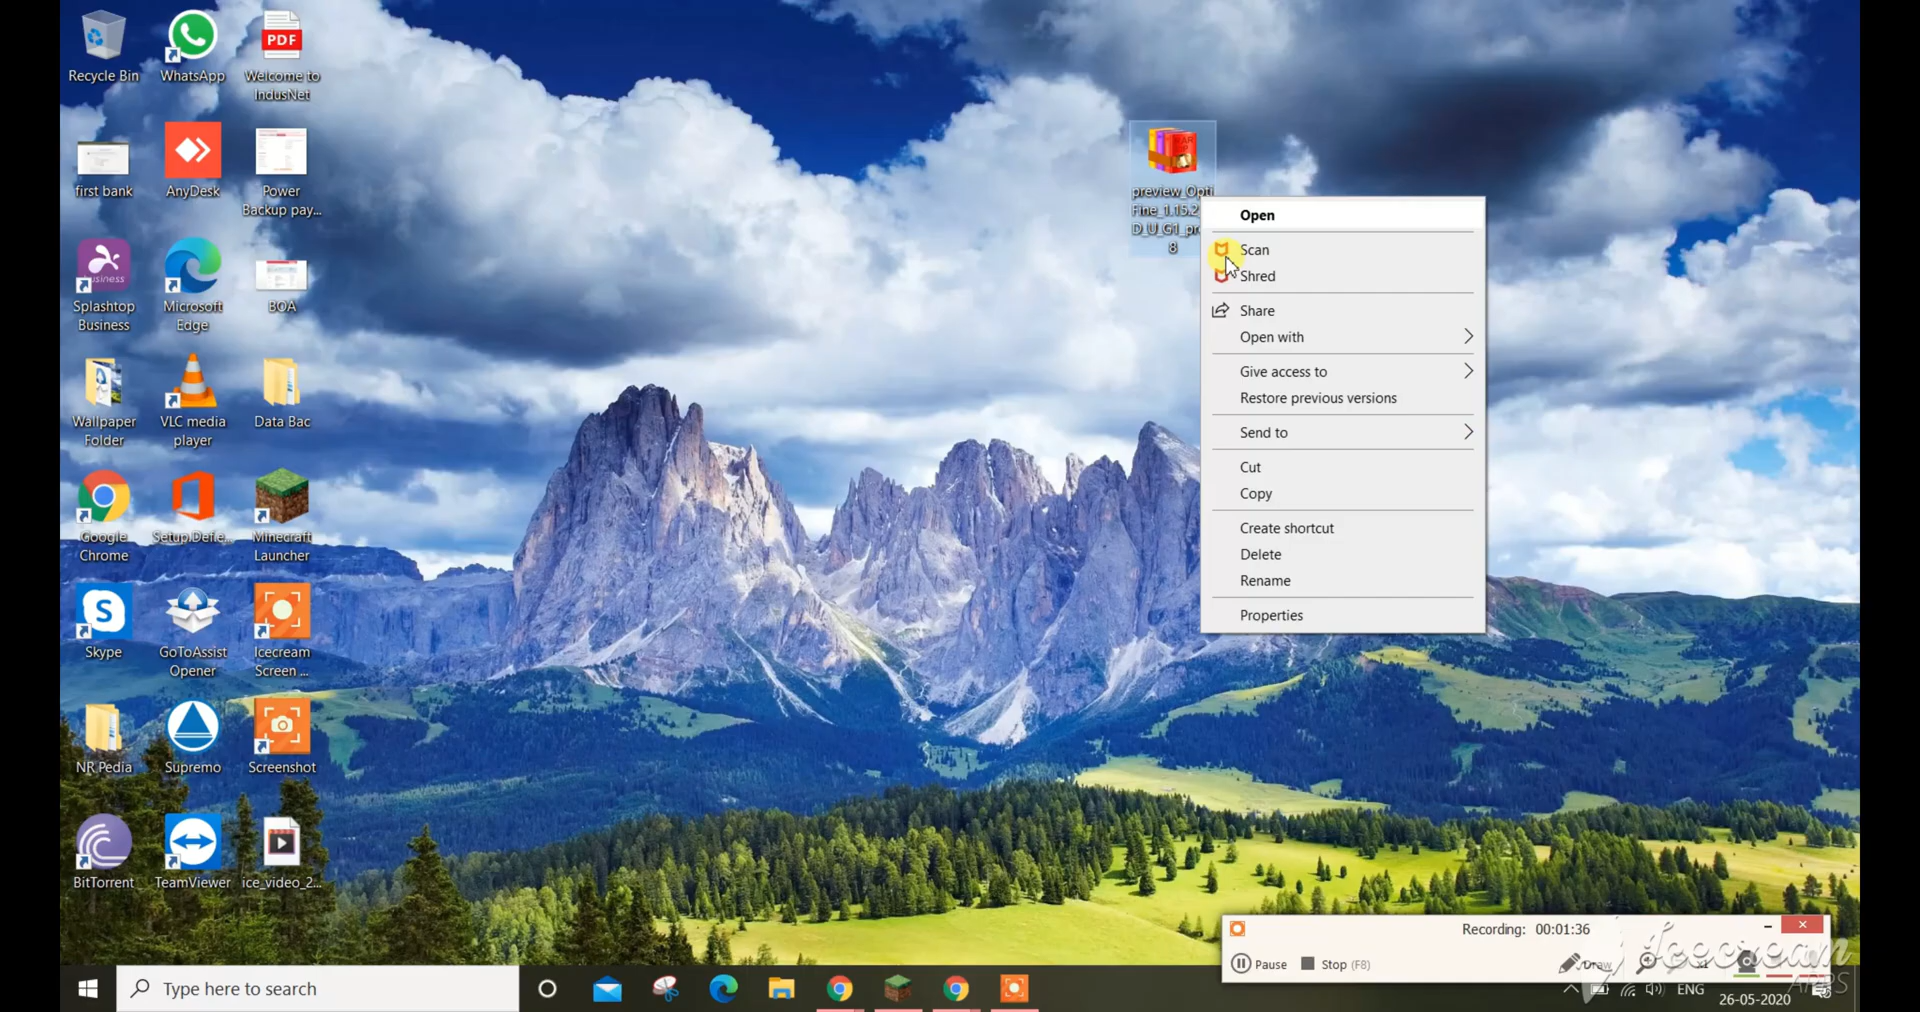 Recycle Bin
WhatsApp
PDF
Welcome to
IndusNet
first bank
AnyDesk
Power
Backup pay...
business
Splashtop
Business
Microsoft
Edge
BOA
Wallpaper
Folder
VLC media
player
Data Bac
Google
Chrome
Setup.Defle...
Minecraft
Launcher
Skype
GoToAssist
Opener
Icecream
Screen ...
NR Pedia
Supremo
Screenshot
BitTorrent
TeamViewer
ice_video_2...
preview_Opti
Fine_1.15.2
D_U_G1_pr
8
Open
Scan
Shred
Share
Open with
Give access to
Restore previous versions
Send to
Cut
Copy
Create shortcut
Delete
Rename
Properties
Recording: 00:01:36
Pause
Stop (F8)
Draw
Icecream
APPS
Type here to search
ENG
26-05-2020